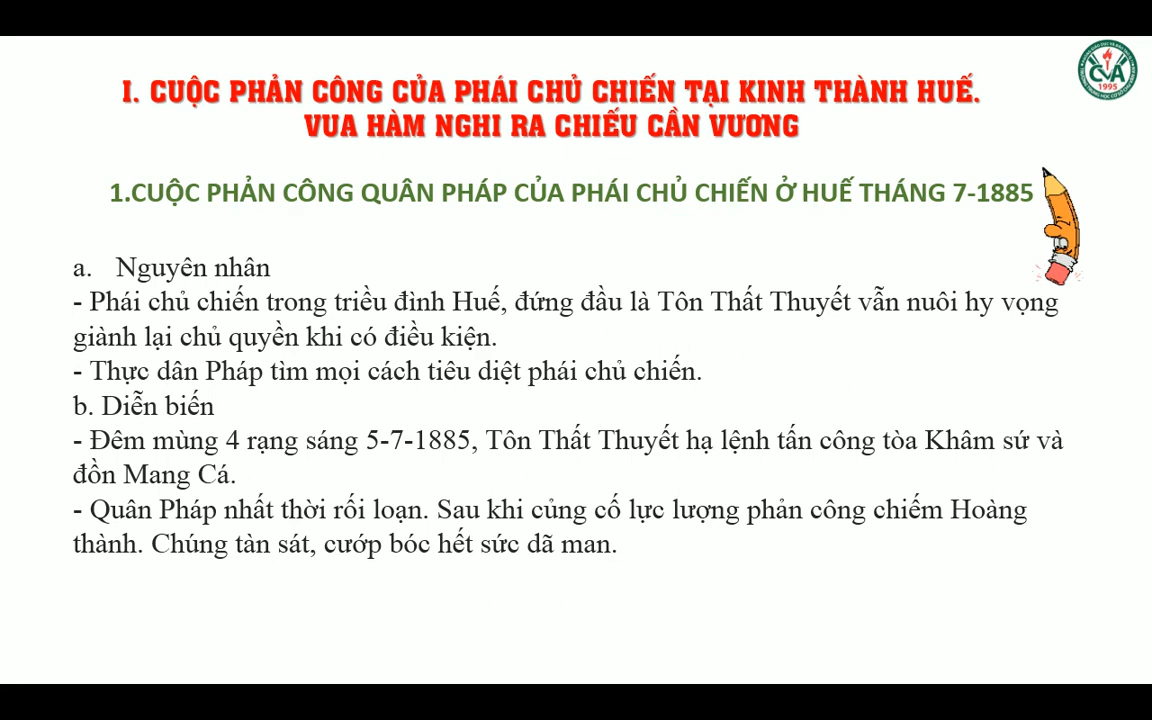 I. CUỘC PHẢN CÔNG CỦA PHÁI CHỦ CHIẾN TẠI KINH THÀNH HUẾ.
VUA HÀM NGHI RA CHIẾU CẦN VƯƠNG
CVA
1995
1.CUỘC PHẢN CÔNG QUÂN PHÁP CỦA PHÁI CHỦ CHIẾN Ở HUẾ THÁNG 7-1885
a. Nguyên nhân
- Phái chủ chiến trong triều đình Huế, đứng đầu là Tôn Thất Thuyết vẫn nuôi hy vọng
giành lại chủ quyền khi có điều kiện.
- Thực dân Pháp tìm mọi cách tiêu diệt phái chủ chiến.
b. Diễn biến
- Đêm mùng 4 rạng sáng 5-7-1885, Tôn Thất Thuyết hạ lệnh tấn công tòa Khâm sứ và
đồn Mang Cá.
- Quân Pháp nhất thời rối loạn. Sau khi củng cố lực lượng phản công chiếm Hoàng
thành. Chúng tàn sát, cướp bóc hết sức dã man.